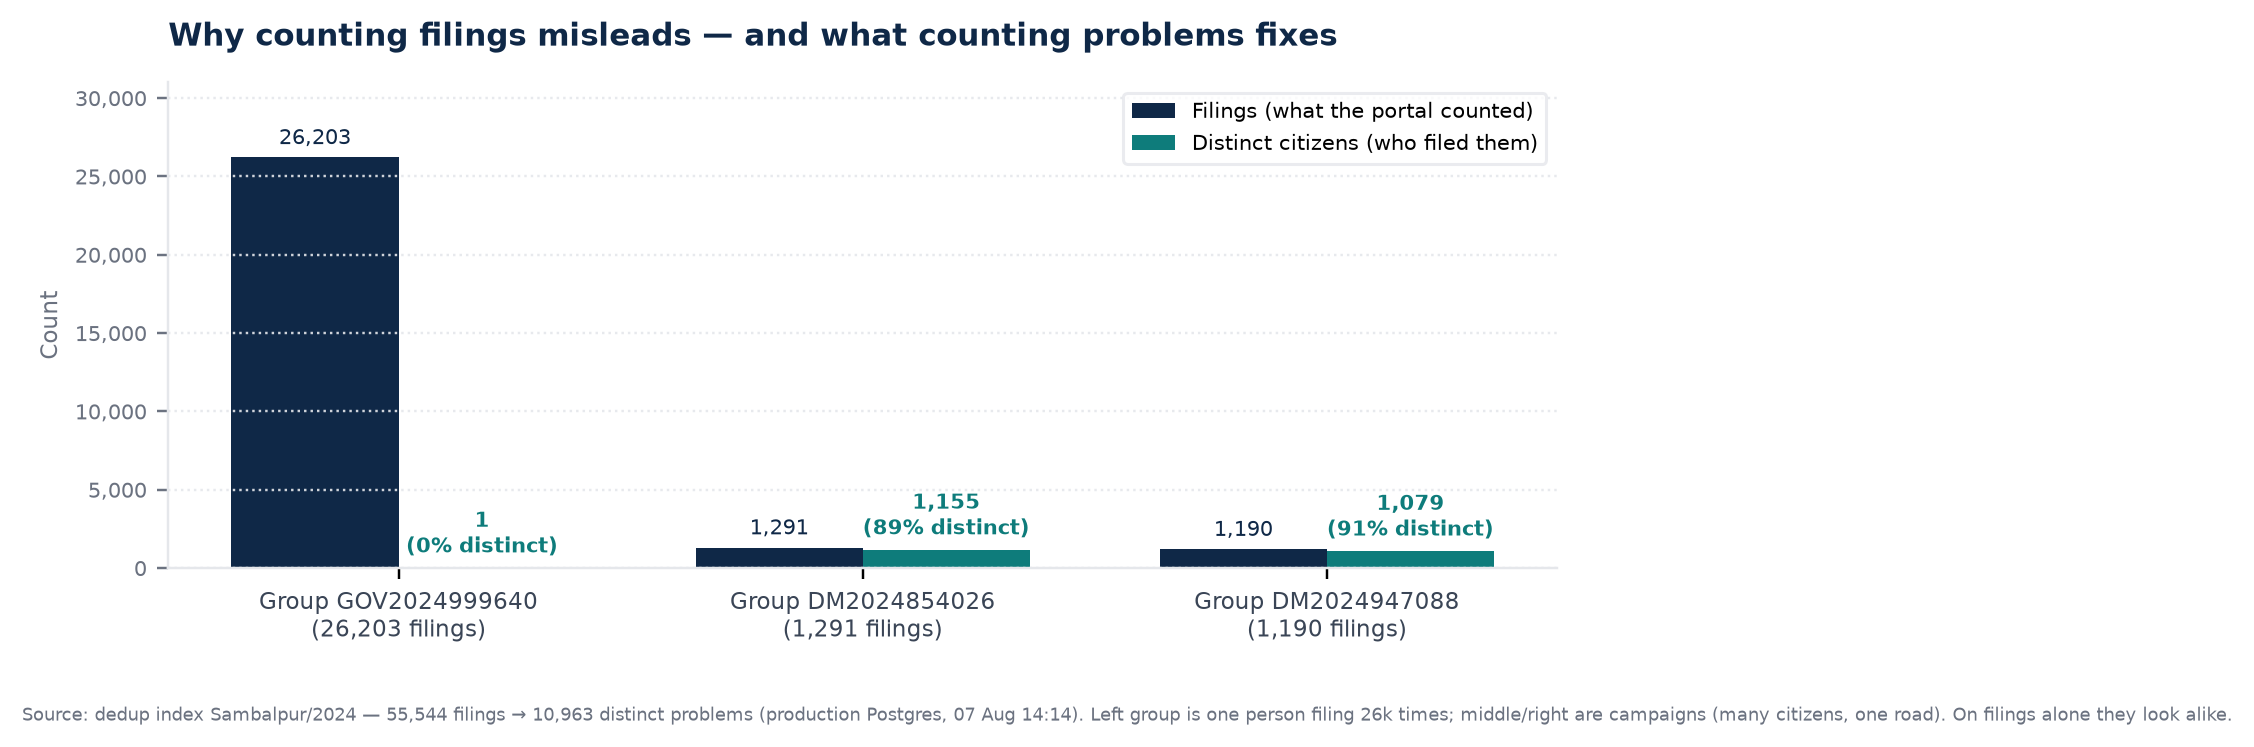 Why counting filings misleads — and what counting problems fixes
Filings (what the portal counted)
Distinct citizens (who filed them)
Count
30,000
25,000
20,000
15,000
10,000
5,000
0
26,203
1
(0% distinct)
1,291
1,155
(89% distinct)
1,190
1,079
(91% distinct)
Group GOV2024999640
(26,203 filings)
Group DM2024854026
(1,291 filings)
Group DM2024947088
(1,190 filings)
Source: dedup index Sambalpur/2024 — 55,544 filings → 10,963 distinct problems (production Postgres, 07 Aug 14:14). Left group is one person filing 26k times; middle/right are campaigns (many citizens, one road). On filings alone they look alike.